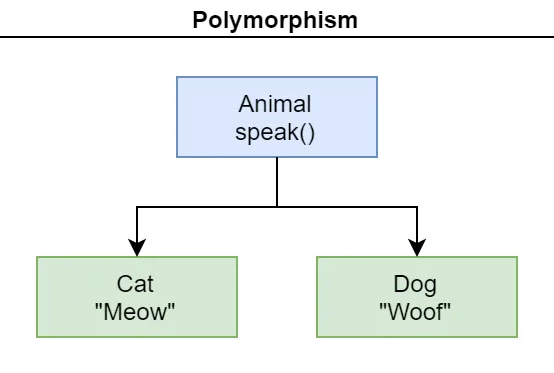 Polymorphism
Animal
speak()
Cat
"Meow"
Dog
"Woof"